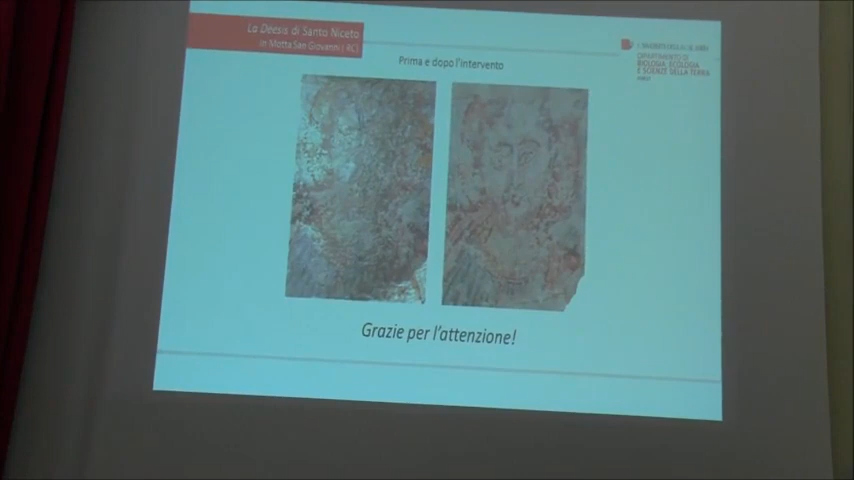 La Dèesis di Santo Niceto
in Motta San Giovanni ( RC)
Prima e dopo l'intervento
DIPARTIMENTO DI
BIOLOGIA, ECOLOGIA
E SCIENZE DELLA TERRA
Grazie per l'attenzione!